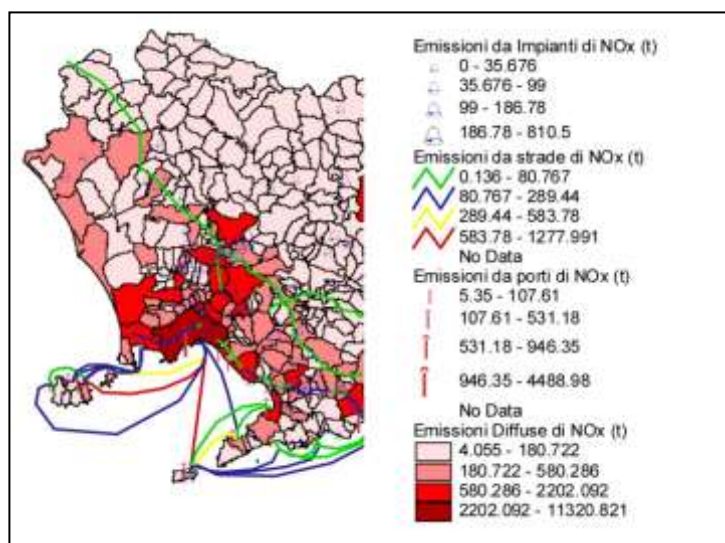 Emissioni da Impianti di NOx (t)
0 - 35.676
35.676 - 99
99 - 186.78
186.78 - 810.5
Emissioni da strade di NOx (t)
0.136 - 80.767
80.767 - 289.44
289.44 - 583.78
583.78 - 1277.991
No Data
Emissioni da porti di NOx (t)
5.35 - 107.61
107.61 - 531.18
531.18 - 946.35
946.35 - 4488.98
No Data
Emissioni Diffuse di NOx (t)
4.055 - 180.722
180.722 - 580.286
580.286 - 2202.092
2202.092 - 11320.821